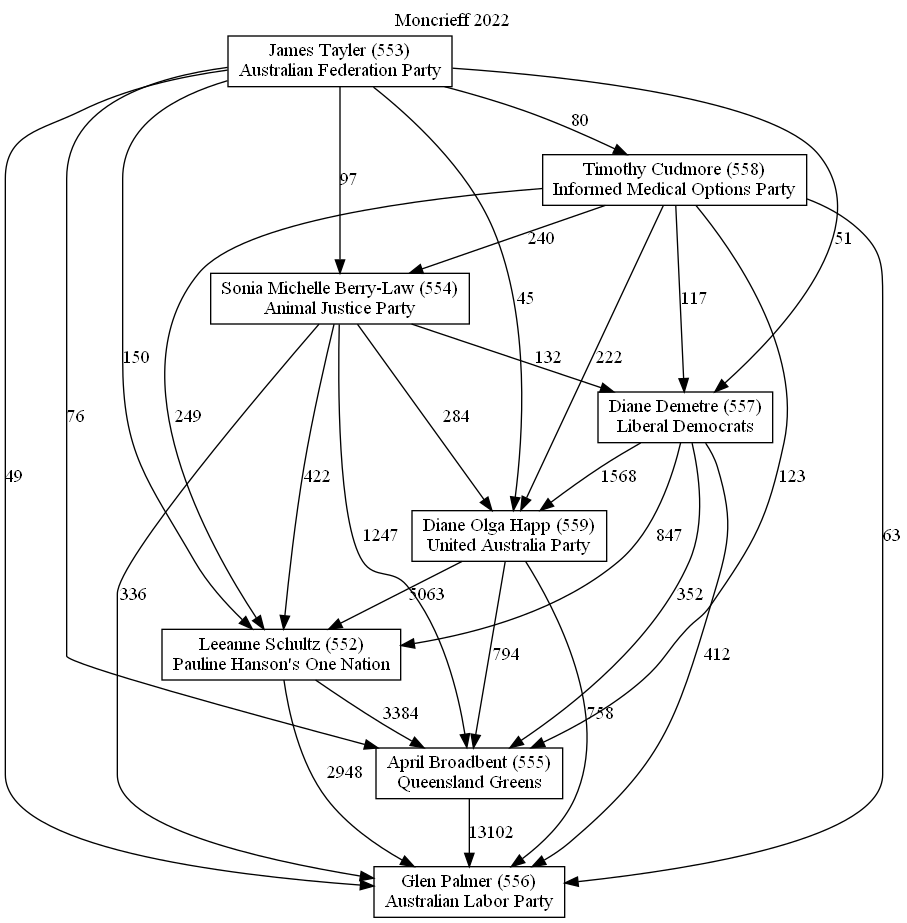 Moncrieff 2022
James Tayler (553)
Australian Federation Party
80
Timothy Cudmore (558)
Informed Medical Options Party
97
240
51
Sonia Michelle Berry-Law (554)
Animal Justice Party
45
117
150
132
222
Diane Demetre (557)
Liberal Democrats
76
249
284
49
422
1568
123
Diane Olga Happ (559)
United Australia Party
1247
847
63
336
5063
352
Leeanne Schultz (552)
Pauline Hanson's One Nation
794
412
3384
758
April Broadbent (555)
Queensland Greens
2948
13102
Glen Palmer (556)
Australian Labor Party